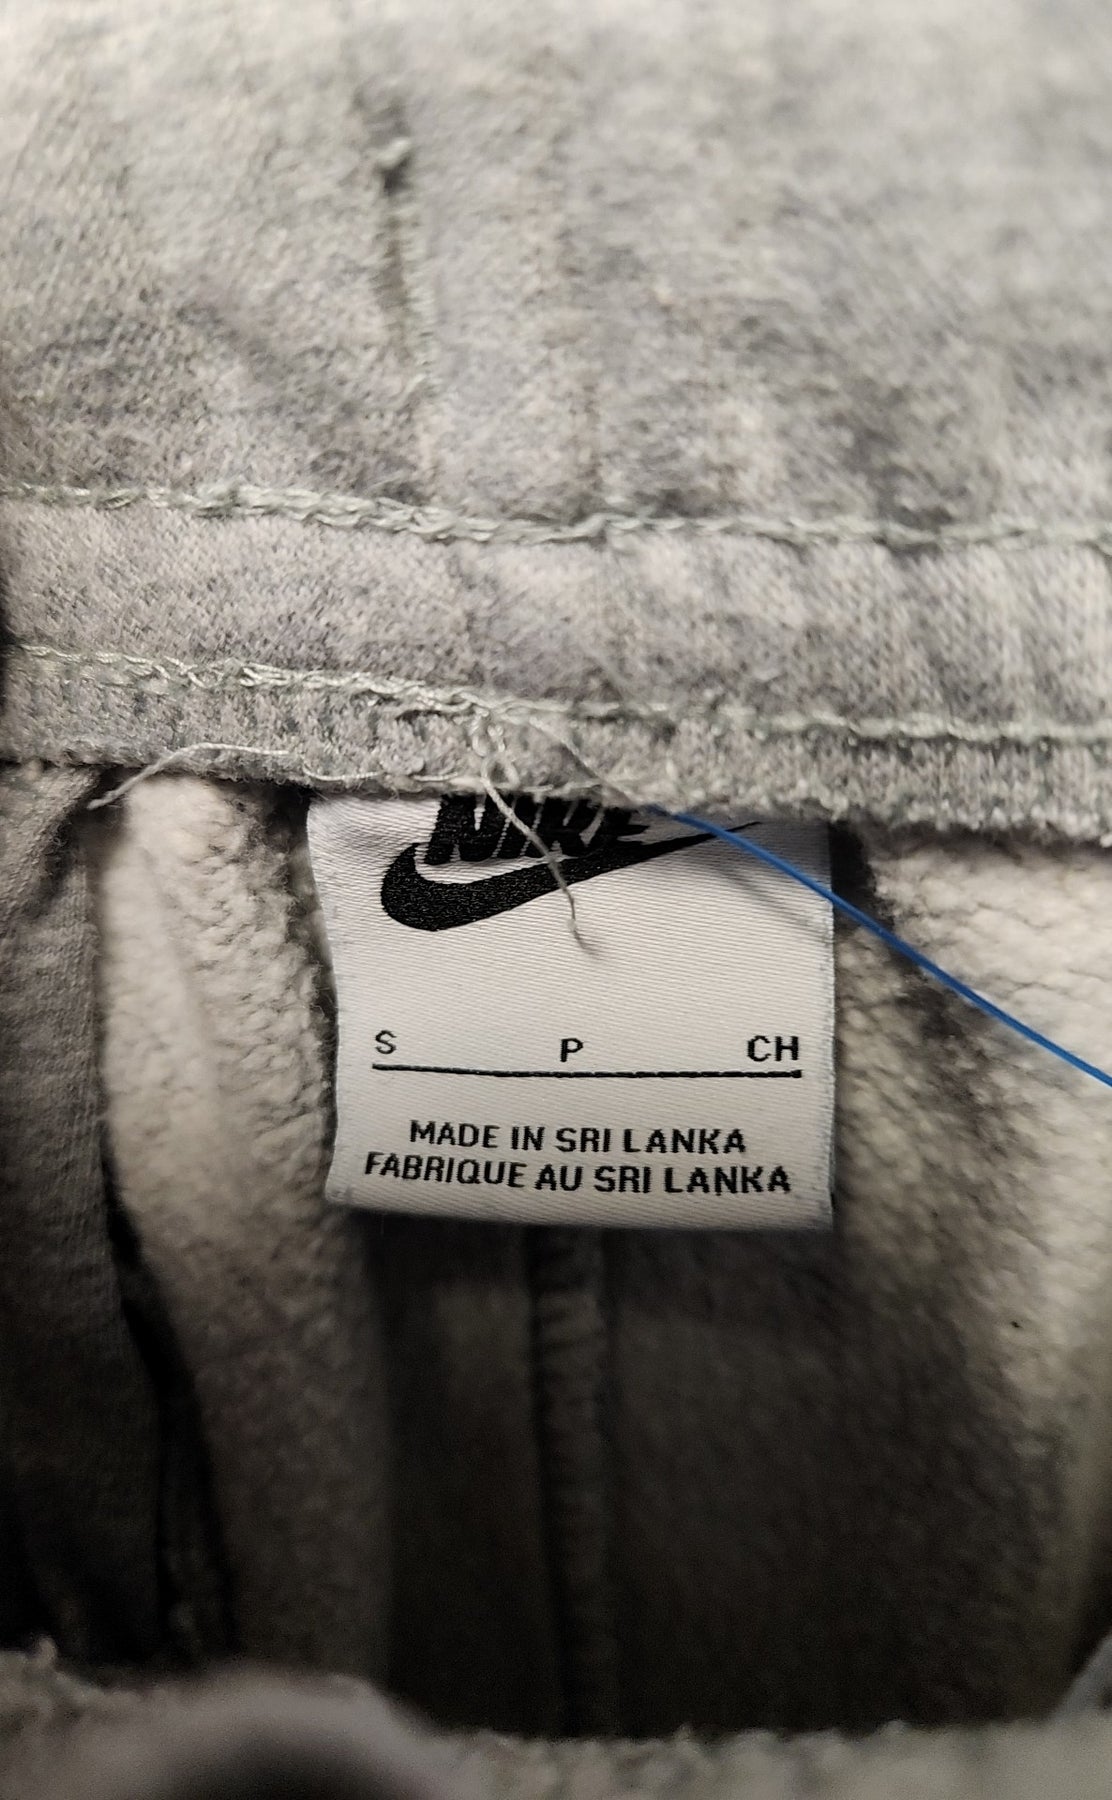 NIKE
S P CH
MADE IN SRI LANKA
FABRIQUE AU SRI LANKA